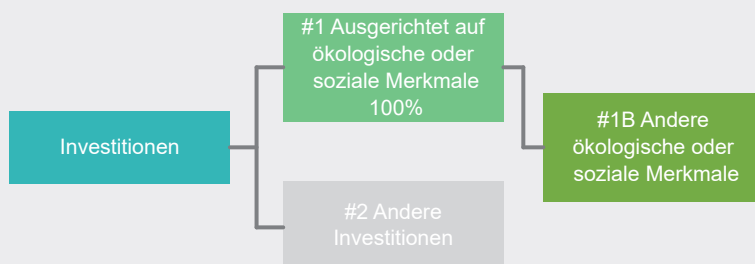 #1 Ausgerichtet auf
ökologische oder
soziale Merkmale
100%
Investitionen
#1B Andere
ökologische oder
soziale Merkmale
#2 Andere
Investitionen